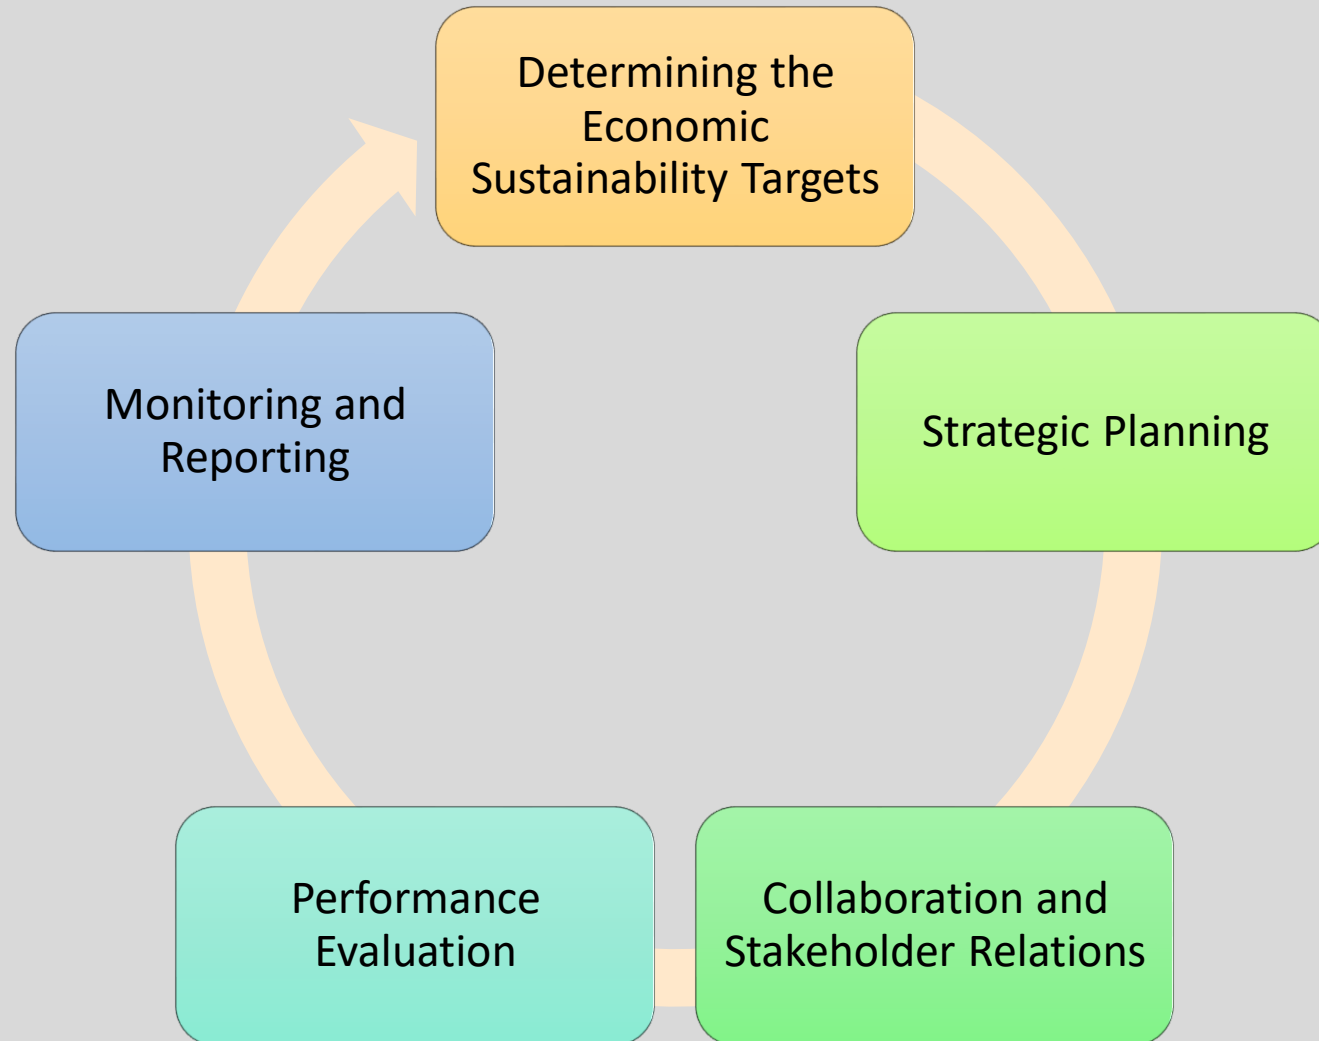 Determining the
Economic
Sustainability Targets
Strategic Planning
Collaboration and
Stakeholder Relations
Performance
Evaluation
Monitoring and
Reporting